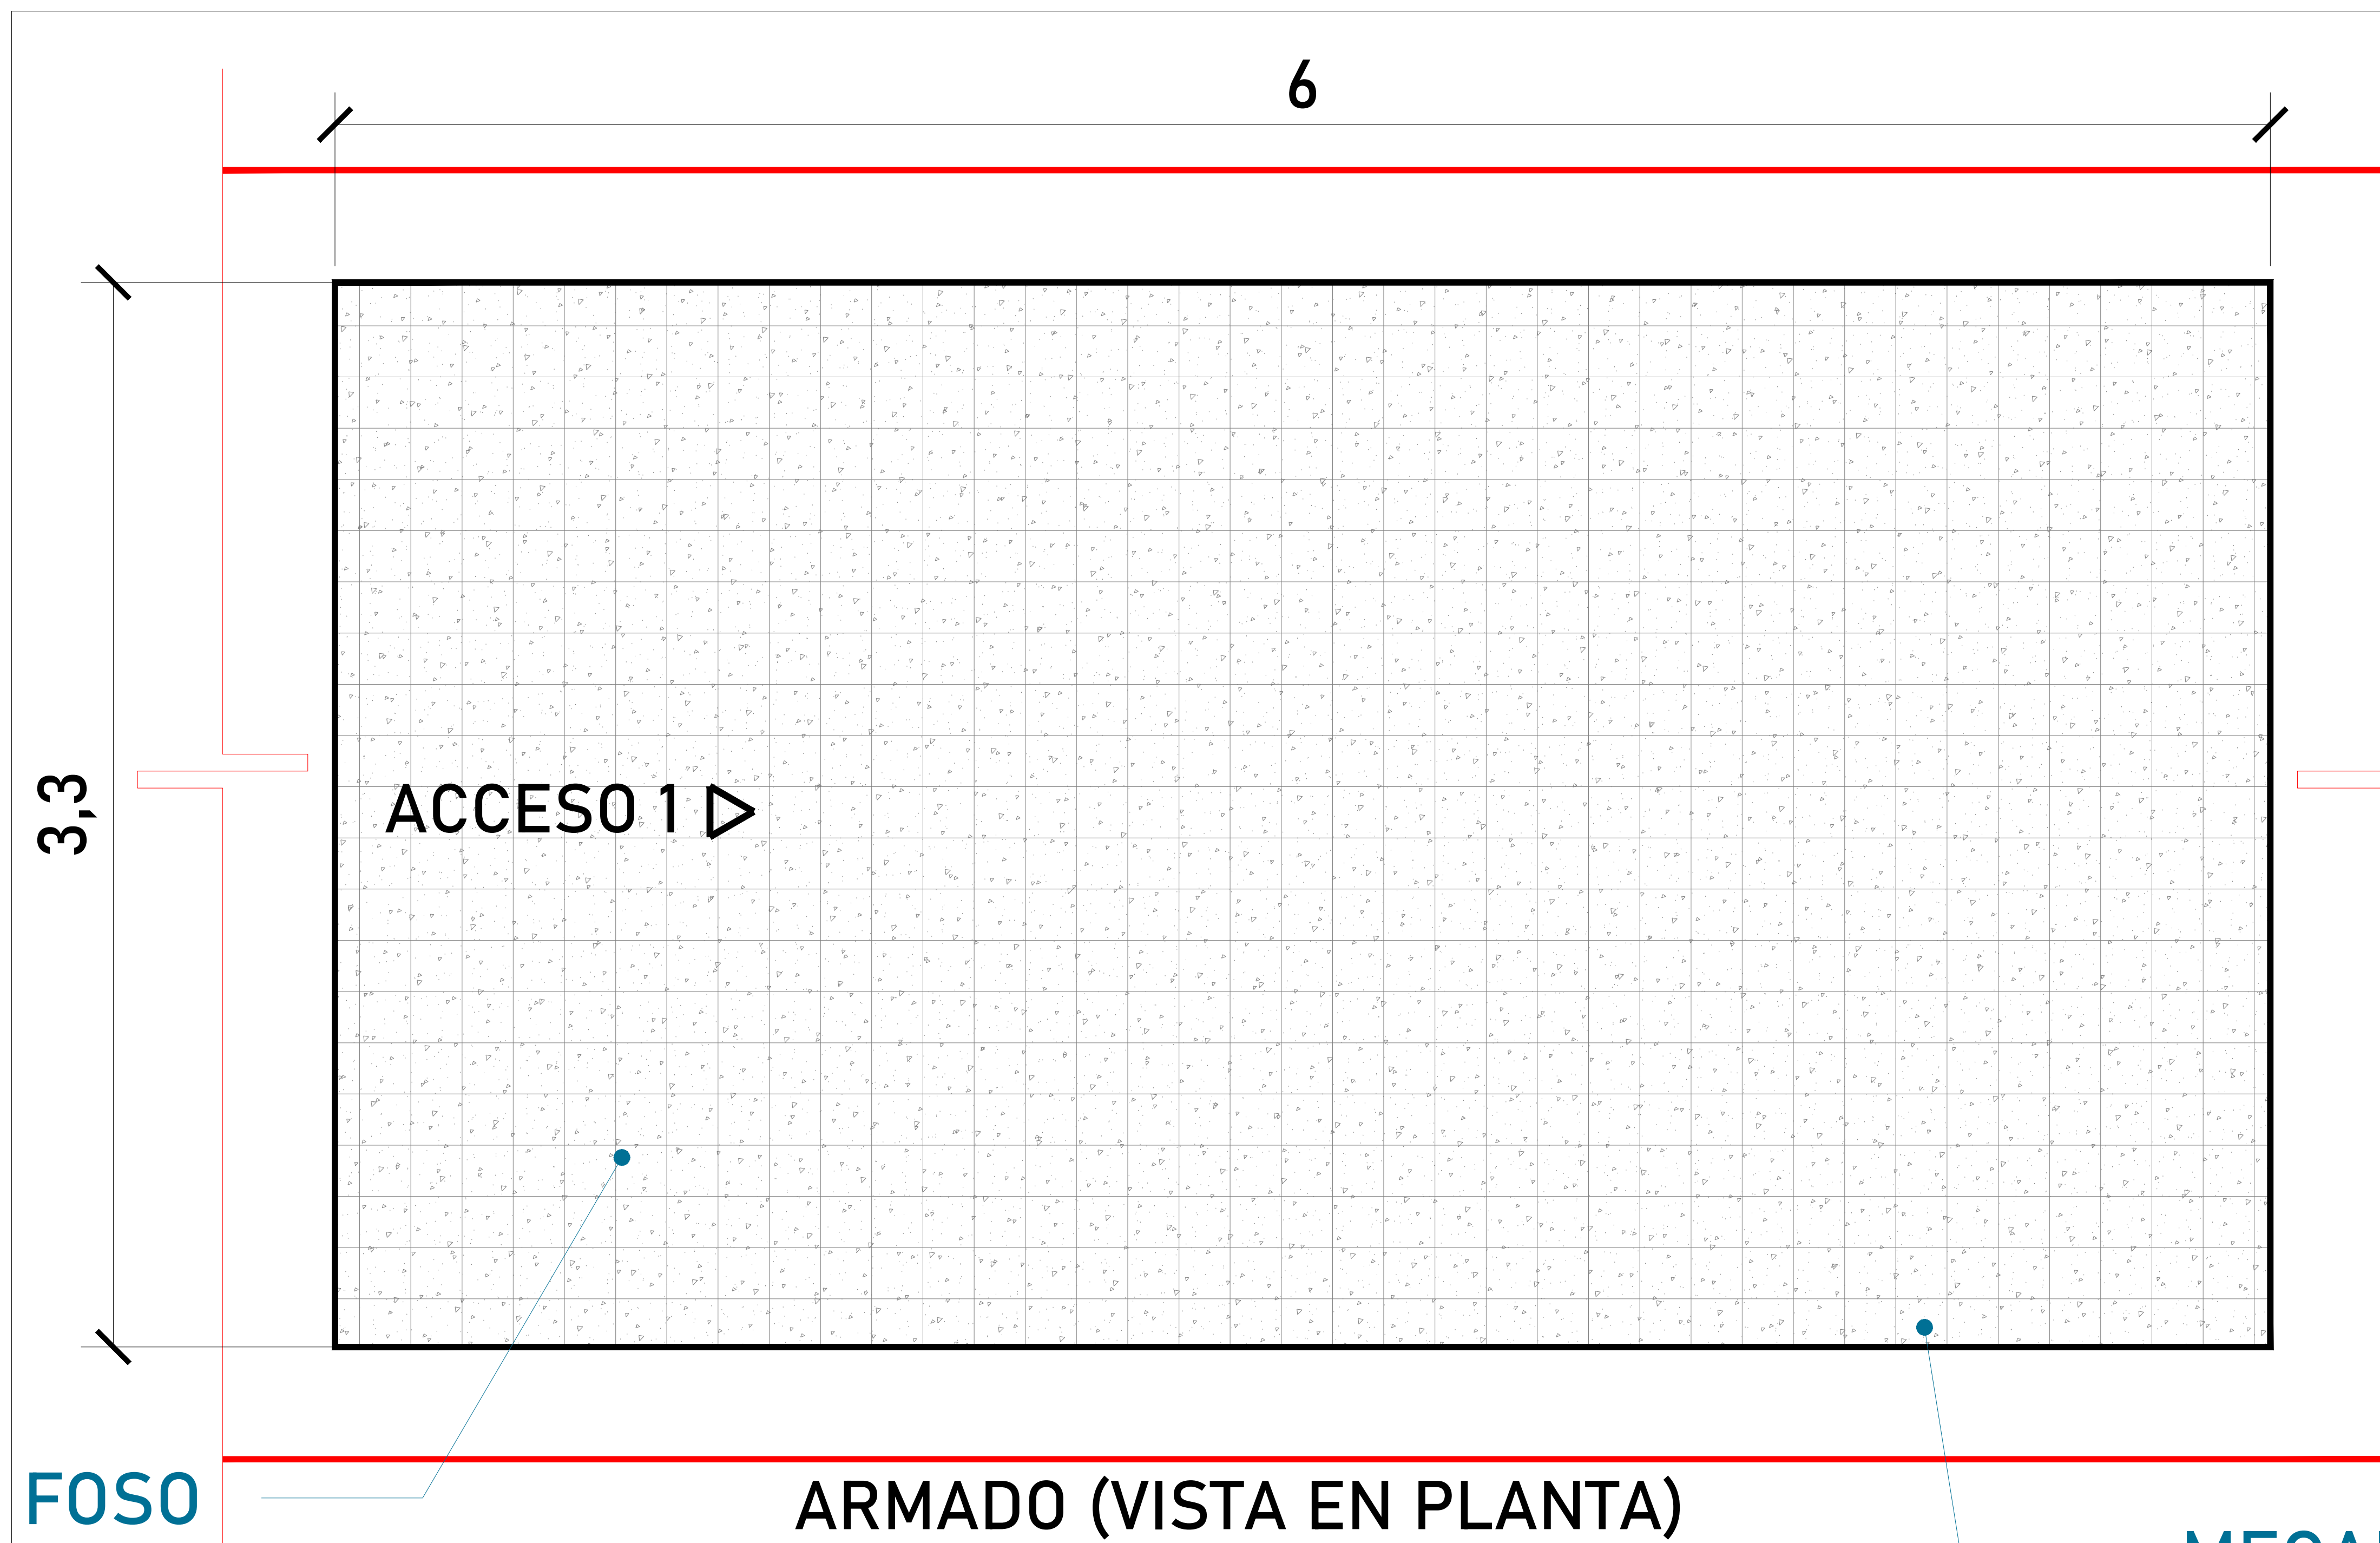 6
3,3
ACCESO 1
FOSO
ARMADO (VISTA EN PLANTA)